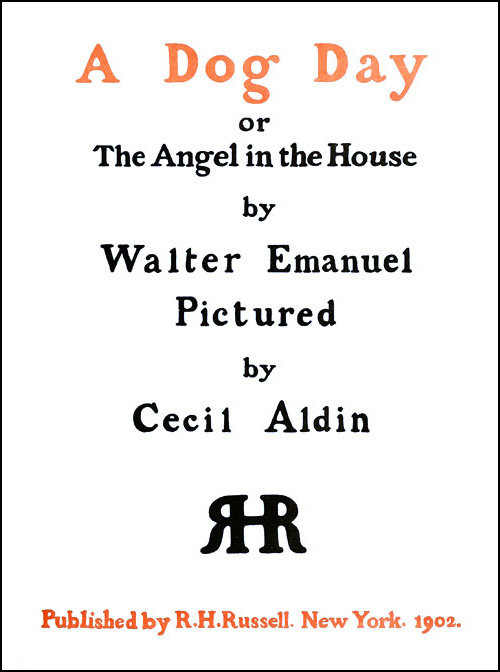 A Dog Day
or
The Angel in the House
by
Walter Emanuel
Pictured
by
Cecil Aldin
RHR
Published by R.H.Russell. New York. 1902.